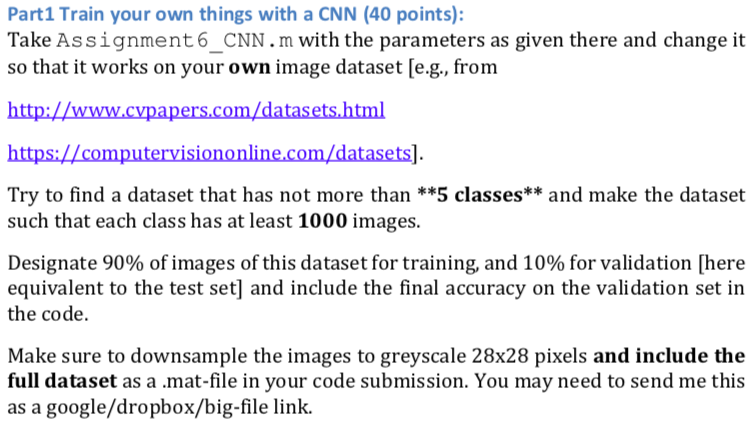 Part1 Train your own things with a CNN (40 points):
Take Assignment6_CNN.m with the parameters as given there and change it
so that it works on your own image dataset [e.g., from
http://www.cvpapers.com/datasets.html
https://computervisiononline.com/datasets].
Try to find a dataset that has not more than **5 classes** and make the dataset
such that each class has at least 1000 images.
Designate 90% of images of this dataset for training, and 10% for validation [here
equivalent to the test set] and include the final accuracy on the validation set in
the code.
Make sure to downsample the images to greyscale 28x28 pixels and include the
full dataset as a .mat-file in your code submission. You may need to send me this
as a google/dropbox/big-file link.